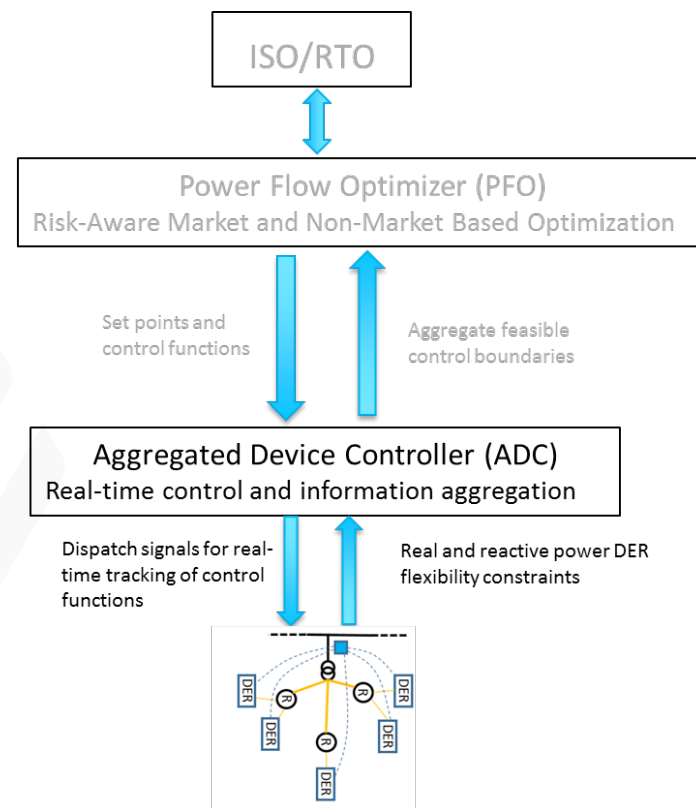 ISO/RTO
Power Flow Optimizer (PFO)
Risk-Aware Market and Non-Market Based Optimization
Set points and
control functions
Aggregate feasible
control boundaries
Aggregated Device Controller (ADC)
Real-time control and information aggregation
Dispatch signals for real-
time tracking of control
functions
Real and reactive power DER
flexibility constraints
DER
DER
R
R
DER
DER
R
DER